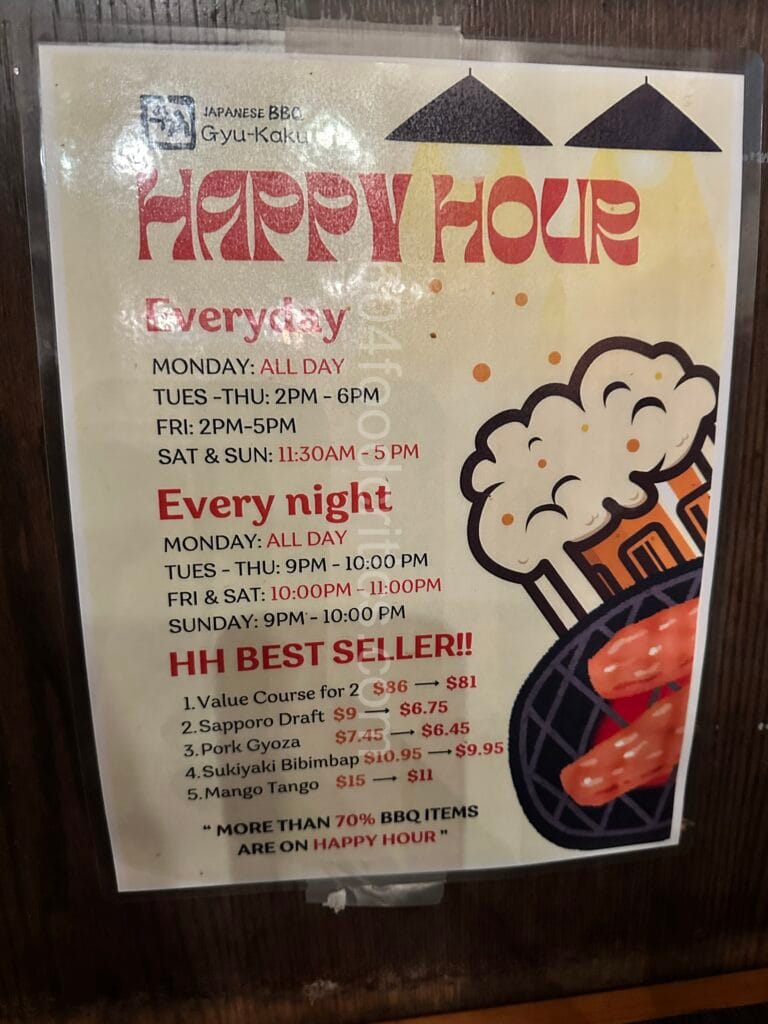 JAPANESE BBQ
Gyu-Kaku
HAPPY HOUR
Everyday
MONDAY: ALL DAY
TUES -THU: 2PM - 6PM
FRI: 2PM-5PM
SAT & SUN: 11:30AM - 5 PM
Every night
MONDAY: ALL DAY
TUES - THU: 9PM - 10:00 PM
FRI & SAT: 10:00PM - 11:00PM
SUNDAY: 9PM - 10:00 PM
HH BEST SELLER!!
1.Value Course for 2 $86 → $81
2.Sapporo Draft $9 → $6.75
3.Pork Gyoza $7.45 → $6.45
4.Sukiyaki Bibimbap $10.95 → $9.95
5.Mango Tango $15 → $11
“ MORE THAN 70% BBQ ITEMS
ARE ON HAPPY HOUR ”
604foodcritic.com